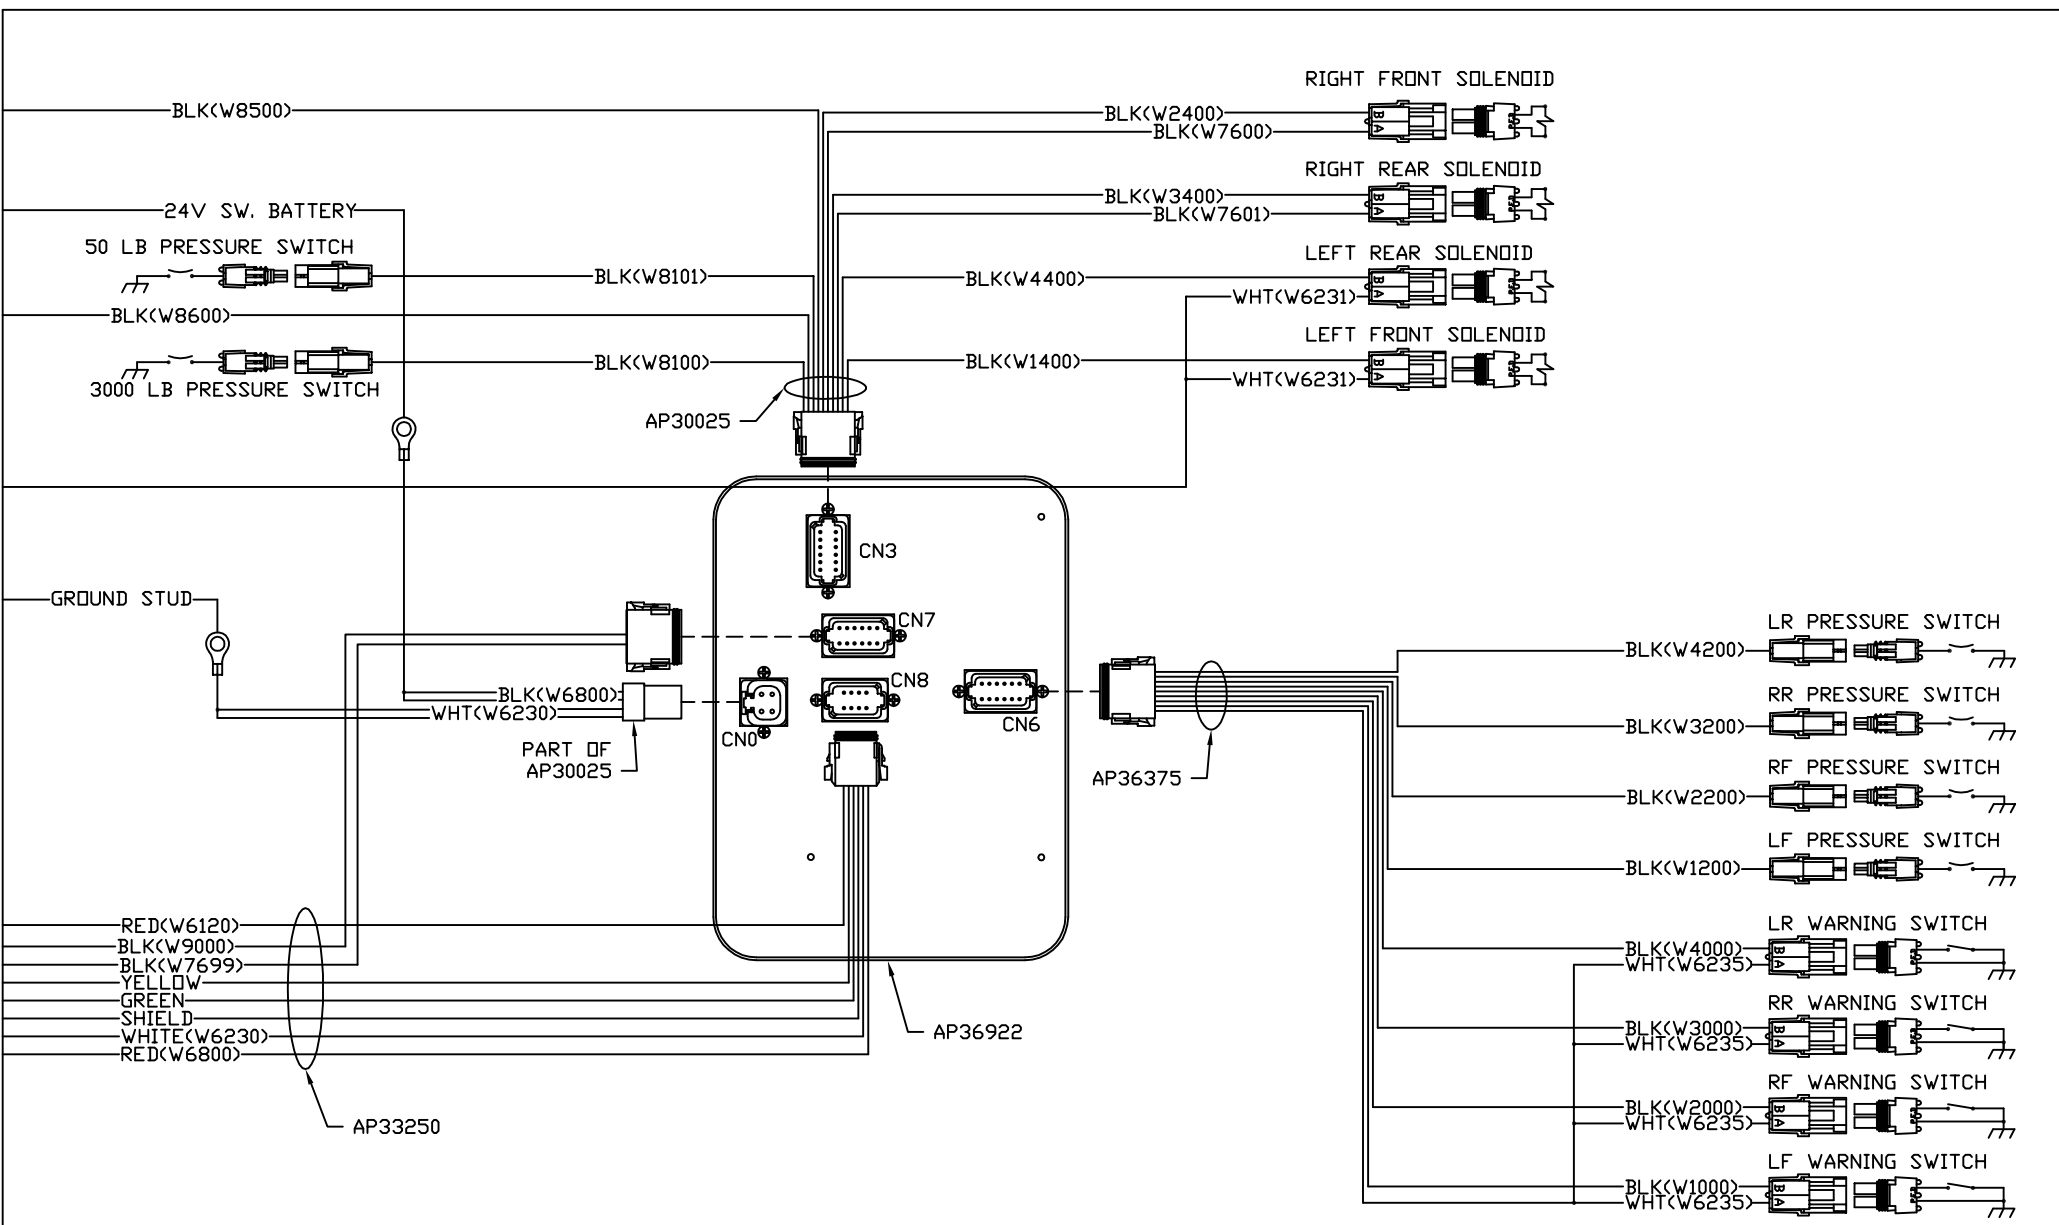 RIGHT FRONT SOLENOID
BLK(W8500)
BLK(W2400)
BLK(W7600)
B
A
RIGHT REAR SOLENOID
BLK(W3400)
BLK(W7601)
B
A
24V SW. BATTERY
50 LB PRESSURE SWITCH
BLK(W8101)
LEFT REAR SOLENOID
BLK(W4400)
WHT(W6231)
B
A
BLK(W8600)
LEFT FRONT SOLENOID
BLK(W8100)
BLK(W1400)
WHT(W6231)
B
A
3000 LB PRESSURE SWITCH
AP30025
CN3
GROUND STUD
CN7
CN8
BLK(W6800)
WHT(W6230)
CN0
CN6
PART OF
AP30025
AP36375
LR PRESSURE SWITCH
BLK(W4200)
RR PRESSURE SWITCH
BLK(W3200)
RF PRESSURE SWITCH
BLK(W2200)
LF PRESSURE SWITCH
BLK(W1200)
RED(W6120)
BLK(W9000)
BLK(W7699)
YELLOW
GREEN
SHIELD
WHITE(W6230)
RED(W6800)
AP33250
AP36922
LR WARNING SWITCH
BLK(W4000)
WHT(W6235)
B
A
RR WARNING SWITCH
BLK(W3000)
WHT(W6235)
B
A
RF WARNING SWITCH
BLK(W2000)
WHT(W6235)
B
A
LF WARNING SWITCH
BLK(W1000)
WHT(W6235)
B
A